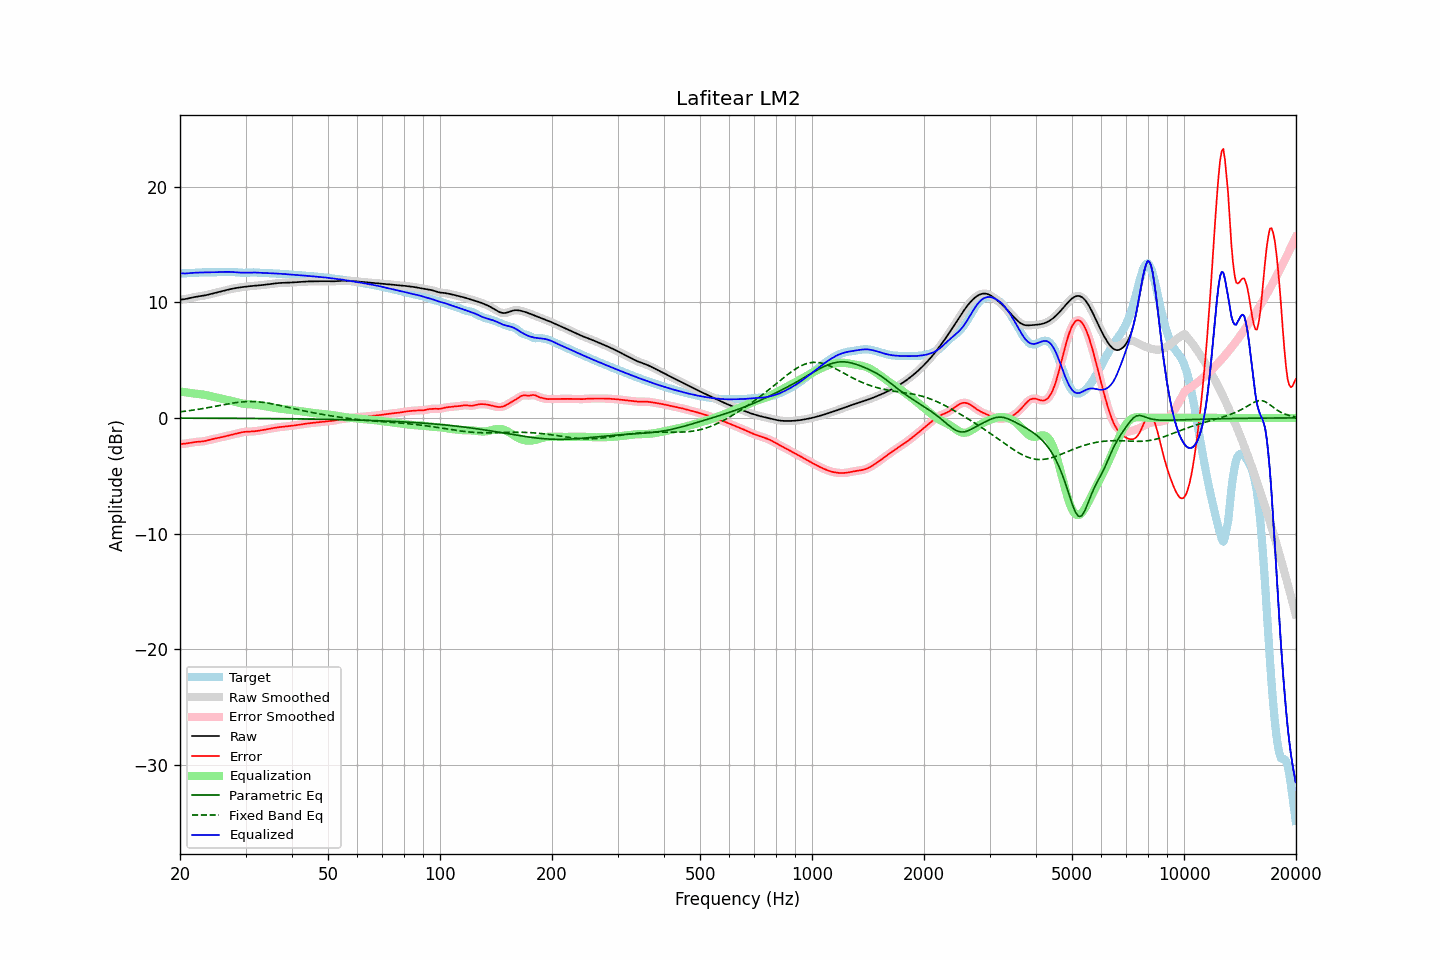 Lafitear LM2
Amplitude (dBr)
20
10
0
−10
−20
−30
Target
Raw Smoothed
Error Smoothed
Raw
Error
Equalization
Parametric Eq
Fixed Band Eq
Equalized
20 50 100 200 500 1000 2000 5000 10000 20000
Frequency (Hz)